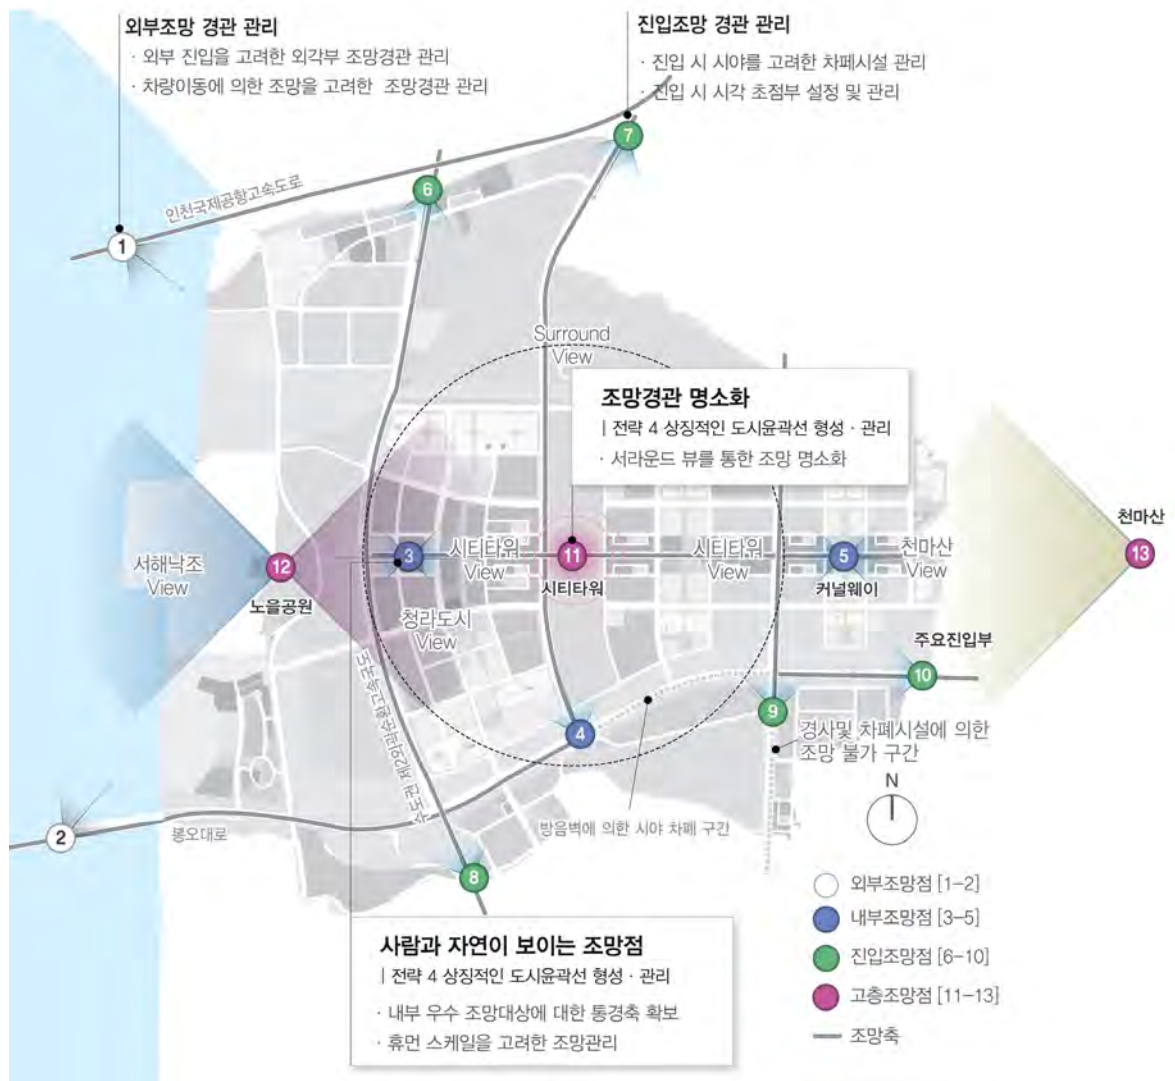 외부조망 경관 관리
· 외부 진입을 고려한 외각부 조망경관 관리
· 차량이동에 의한 조망을 고려한 조망경관 관리
진입조망 경관 관리
· 진입 시 시야를 고려한 차폐시설 관리
· 진입 시 시각 초점부 설정 및 관리
7
6
인천국제공항고속도로
1
Surround
View
조망경관 명소화
| 전략 4 상징적인 도시윤곽선 형성 · 관리
· 서라운드 뷰를 통한 조망 명소화
천마산
13
서해낙조
View
12
노을공원
3
시티타워
View
11
시티타워
시티타워
View
5
커널웨이
천마산
View
청라도시
View
주요진입부
10
9
4
경사및 차폐시설에 의한
조망 불가 구간
수도권 제2외곽순환고속국도
N
2
봉오대로
방음벽에 의한 시야 차폐 구간
8
외부조망점 [1-2]
내부조망점 [3-5]
진입조망점 [6-10]
고층조망점 [11-13]
조망축
사람과 자연이 보이는 조망점
| 전략 4 상징적인 도시윤곽선 형성 · 관리
· 내부 우수 조망대상에 대한 통경축 확보
· 휴먼 스케일을 고려한 조망관리